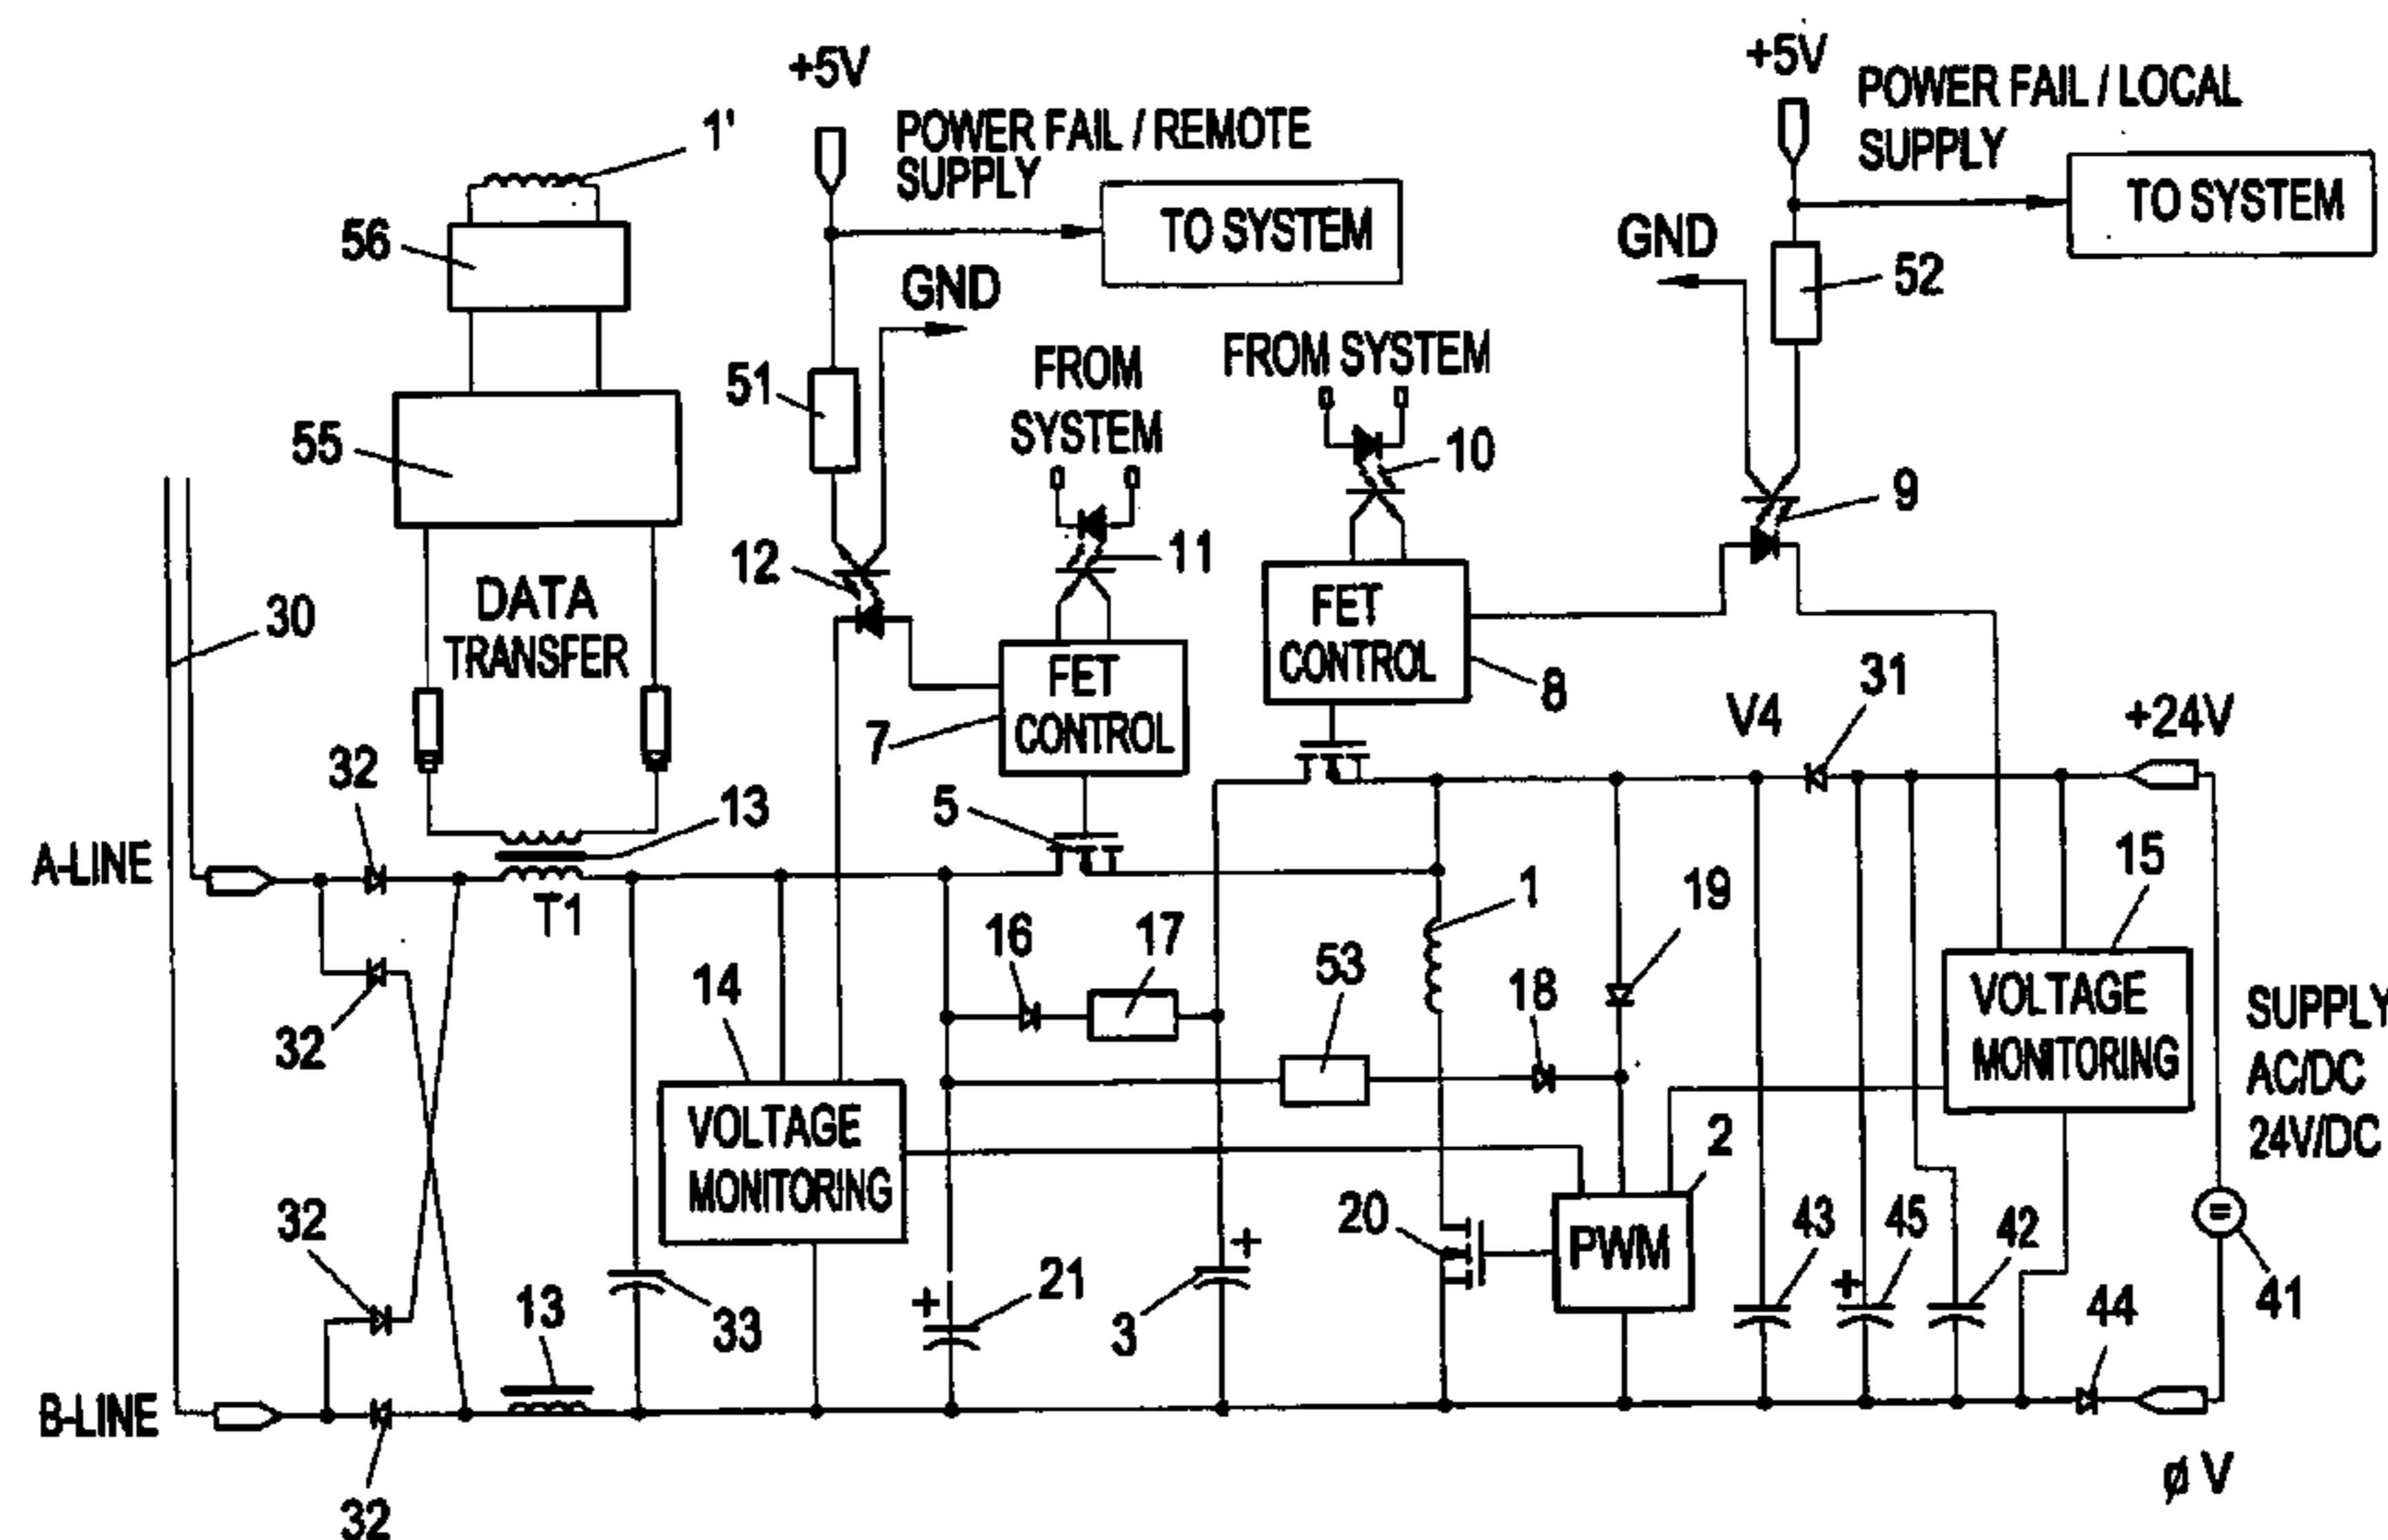 +5V
+5V
POWER FAIL / LOCAL
SUPPLY
1'
POWER FAIL / REMOTE
SUPPLY
TO SYSTEM
TO SYSTEM
56
GND
GND
52
51
FROM
SYSTEM
FROM SYSTEM
55
10
9
12
11
30
DATA
TRANSFER
FET
CONTROL
FET
CONTROL
7
8
V4
31
+24V
32
13
5
A-LINE
T1
1
19
15
16
17
53
18
14
32
VOLTAGE
MONITORING
SUPPLY
AC/DC
24V/DC
VOLTAGE
MONITORING
2
32
20
PWM
43
+
45
42
44
41
+
21
+
3
33
13
B-LINE
32
ø V